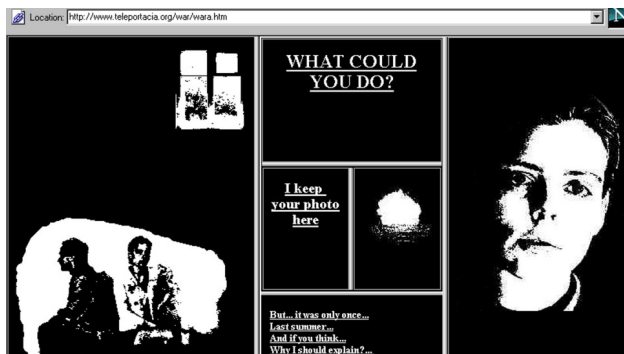 Location: http://www.teleportacia.org/war/wara.htm
N
WHAT COULD
YOU DO?
I keep
your photo
here
But... it was only once...
Last summer...
And if you think...
Why I should explain?...